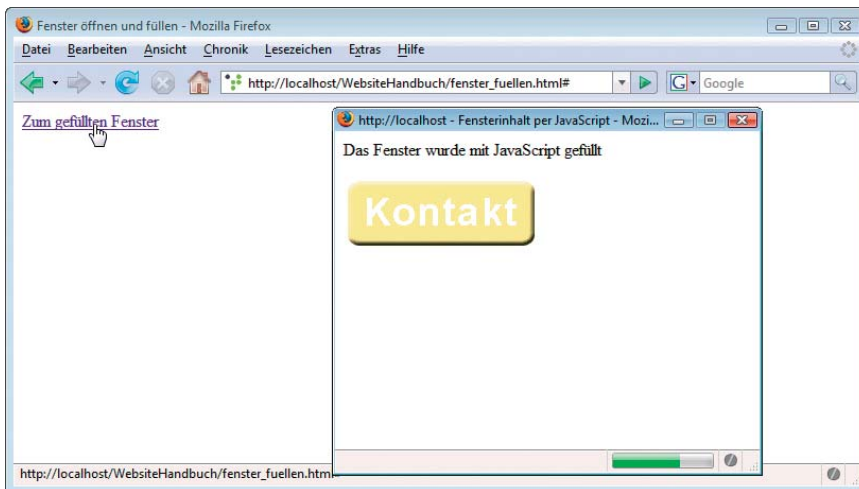 Fenster öffnen und füllen - Mozilla Firefox
Datei Bearbeiten Ansicht Chronik Lesezeichen Extras Hilfe
http://localhost/WebsiteHandbuch/fenster_fuellen.html# G Google
Zum gefüllten Fenster
http://localhost - Fensterinhalt per JavaScript - Mozi...
Das Fenster wurde mit JavaScript gefüllt
Kontakt
http://localhost/WebsiteHandbuch/fenster_fuellen.html